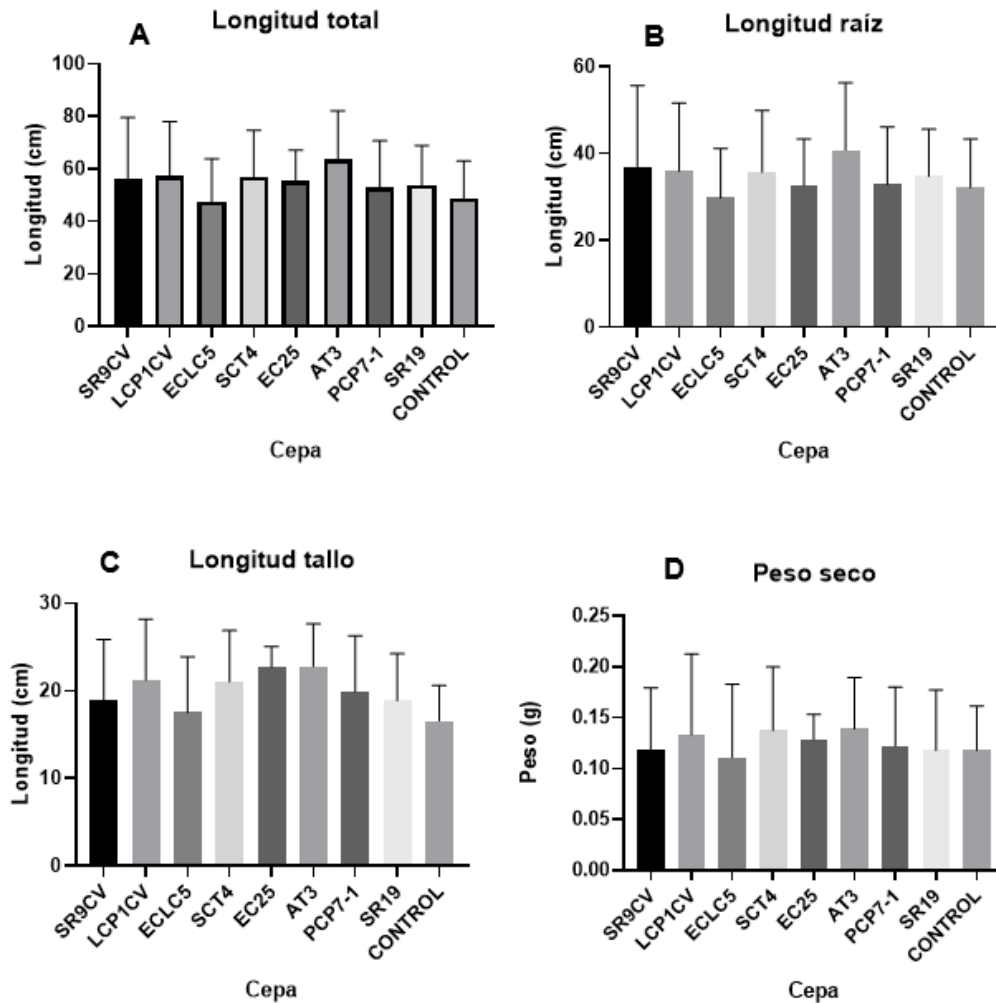 A Longitud total
Longitud (cm)
100
80
60
40
20
0
SR9CV
LCP1CV
ECLC5
SCT4
EC25
AT3
PCP7-1
SR19
CONTROL
Cepa
B Longitud raíz
Longitud (cm)
60
40
20
0
SR9CV
LCP1CV
ECLC5
SCT4
EC25
AT3
PCP7-1
SR19
CONTROL
Cepa
C Longitud tallo
Longitud (cm)
30
20
10
0
SR9CV
LCP1CV
ECLC5
SCT4
EC25
AT3
PCP7-1
SR19
CONTROL
Cepa
D Peso seco
Peso (g)
0.25
0.20
0.15
0.10
0.05
0.00
SR9CV
LCP1CV
ECLC5
SCT4
EC25
AT3
PCP7-1
SR19
CONTROL
Cepa